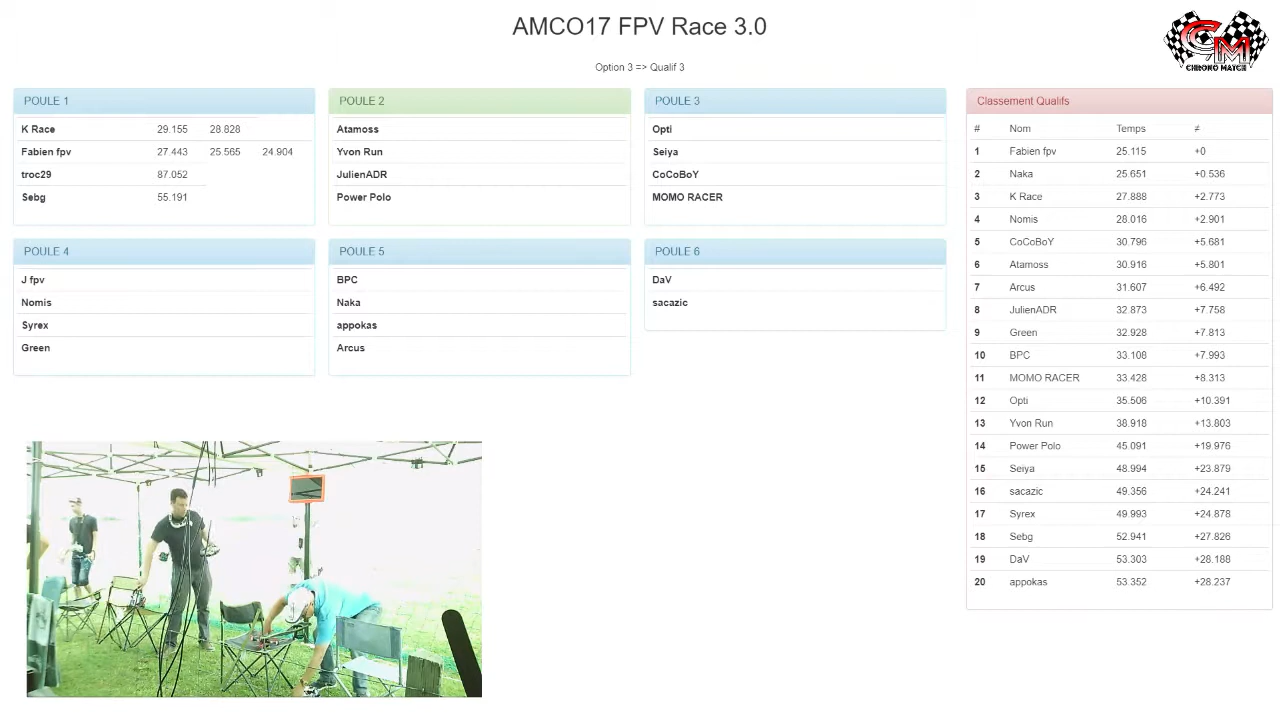 AMCO17 FPV Race 3.0
Option 3 => Qualif 3
CM
CHRONO MATCH
POULE 1
K Race 29.155 28.828
Fabien fpv 27.443 25.565 24.904
troc29 87.052
Sebg 55.191
POULE 2
Atamoss
Yvon Run
JulienADR
Power Polo
POULE 3
Opti
Seiya
CoCoBoY
MOMO RACER
POULE 4
J fpv
Nomis
Syrex
Green
POULE 5
BPC
Naka
appokas
Arcus
POULE 6
DaV
sacazic
Classement Qualifs
# Nom Temps ≠
1 Fabien fpv 25.115 +0
2 Naka 25.651 +0.536
3 K Race 27.888 +2.773
4 Nomis 28.016 +2.901
5 CoCoBoY 30.796 +5.681
6 Atamoss 30.916 +5.801
7 Arcus 31.607 +6.492
8 JulienADR 32.873 +7.758
9 Green 32.928 +7.813
10 BPC 33.108 +7.993
11 MOMO RACER 33.428 +8.313
12 Opti 35.506 +10.391
13 Yvon Run 38.918 +13.803
14 Power Polo 45.091 +19.976
15 Seiya 48.994 +23.879
16 sacazic 49.356 +24.241
17 Syrex 49.993 +24.878
18 Sebg 52.941 +27.826
19 DaV 53.303 +28.188
20 appokas 53.352 +28.237